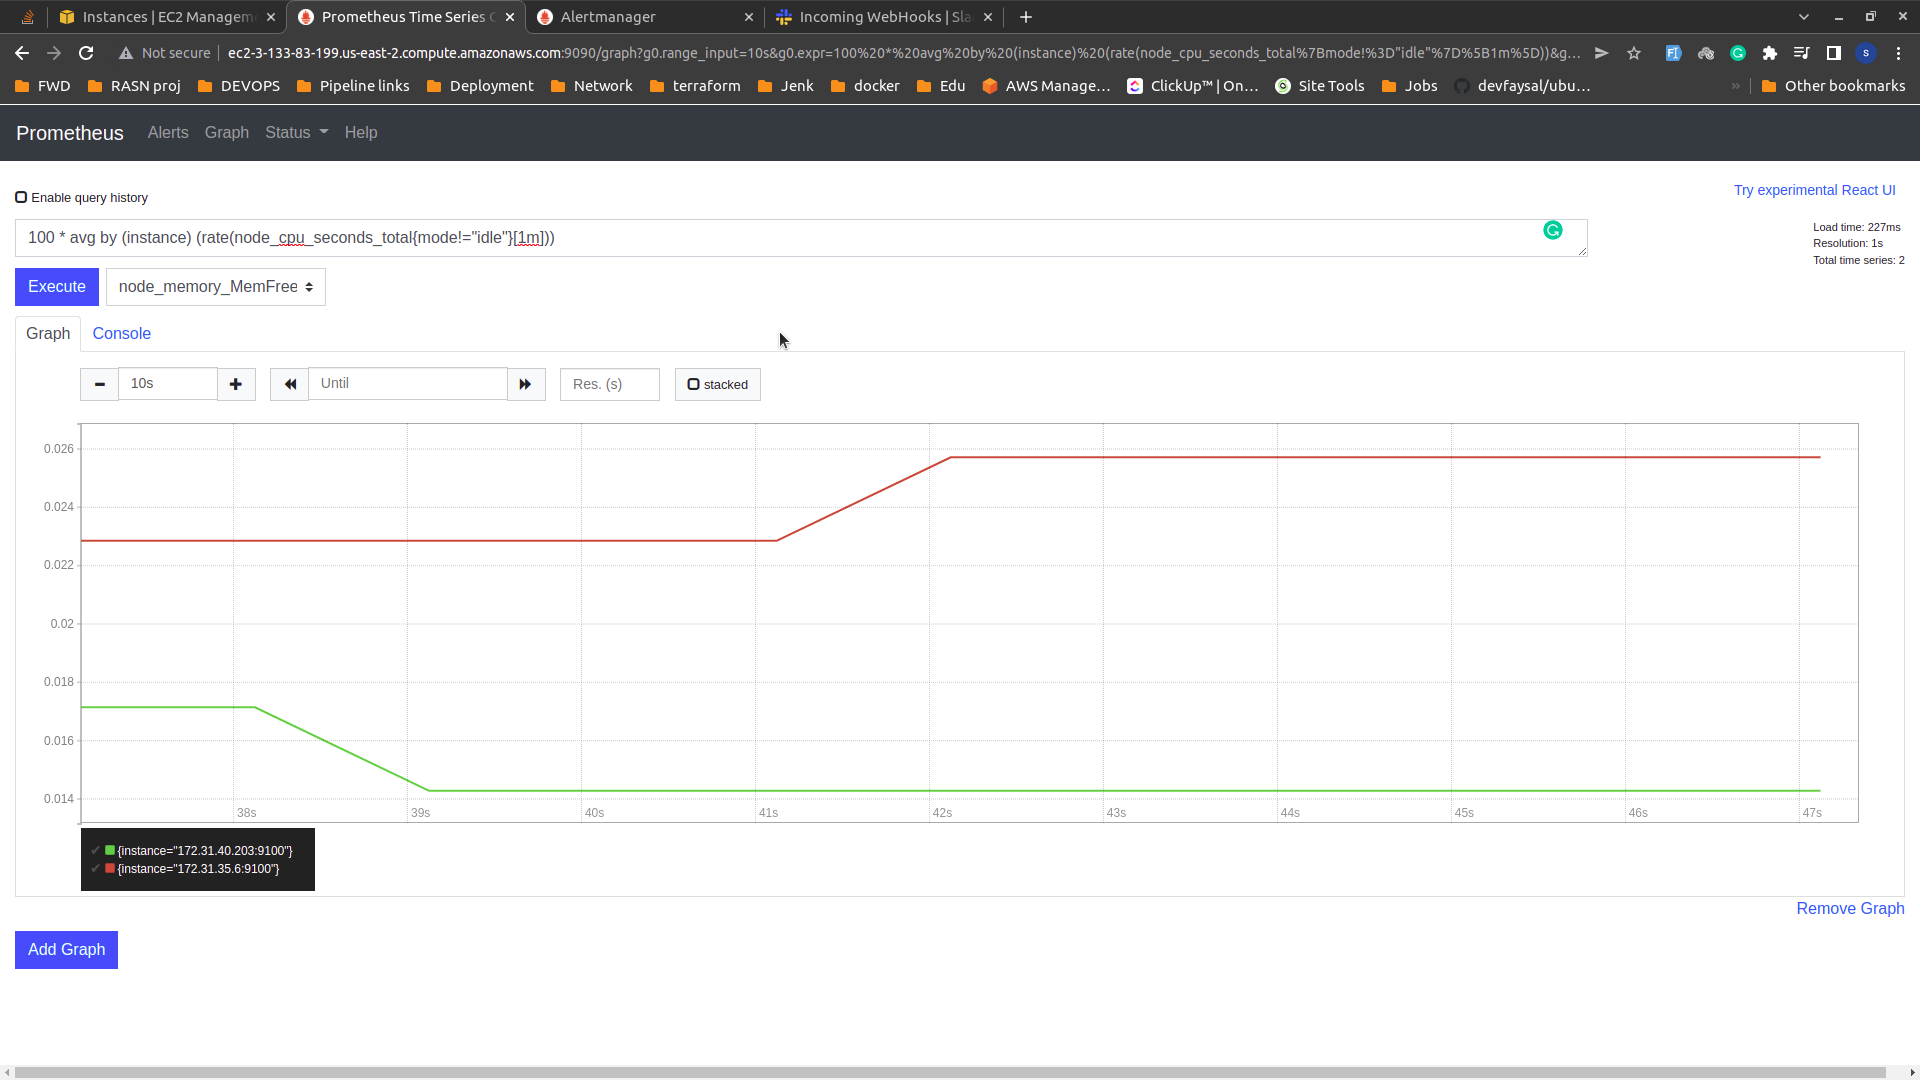 Instances | EC2 Managem
Prometheus Time Series C
Alertmanager
Incoming WebHooks | Sla
Not secure
ec2-3-133-83-199.us-east-2.compute.amazonaws.com:9090/graph?g0.range_input=10s&g0.expr=100%20*%20avg%20by%20(instance)%20(rate(node_cpu_seconds_total%7Bmode!%3D"idle"%7D%5B1m%5D))&g...
FWD
RASN proj
DEVOPS
Pipeline links
Deployment
Network
terraform
Jenk
docker
Edu
AWS Manage...
ClickUp™ | On...
Site Tools
Jobs
devfaysal/ubu...
»
Other bookmarks
Prometheus
Alerts
Graph
Status
Help
Enable query history
Try experimental React UI
100 * avg by (instance) (rate(node_cpu_seconds_total{mode!="idle"}[1m]))
Load time: 227ms
Resolution: 1s
Total time series: 2
Execute
node_memory_MemFree
Graph
Console
10s
Until
Res. (s)
stacked
0.026
0.024
0.022
0.02
0.018
0.016
0.014
38s
39s
40s
41s
42s
43s
44s
45s
46s
47s
✔ {instance="172.31.40.203:9100"}
✔ {instance="172.31.35.6:9100"}
Remove Graph
Add Graph